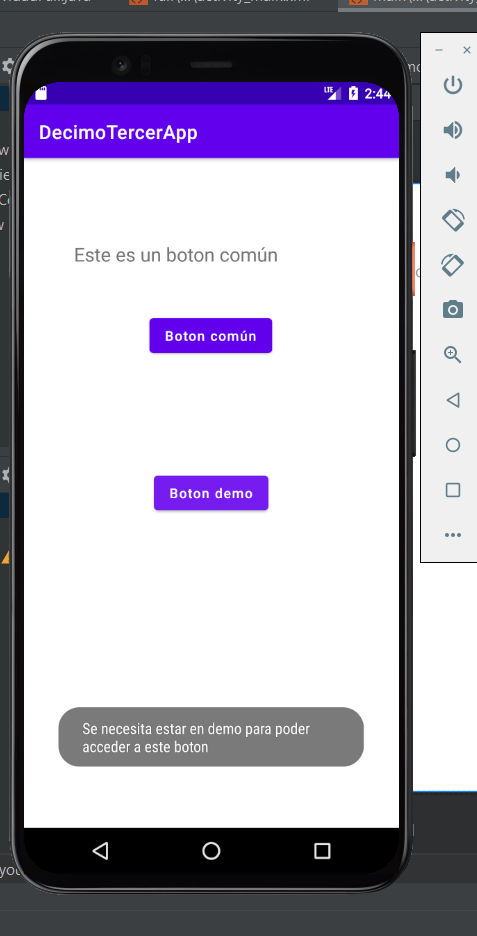 LTE 2:44
DecimoTercerApp
Este es un boton común
Boton común
Boton demo
Se necesita estar en demo para poder
acceder a este boton